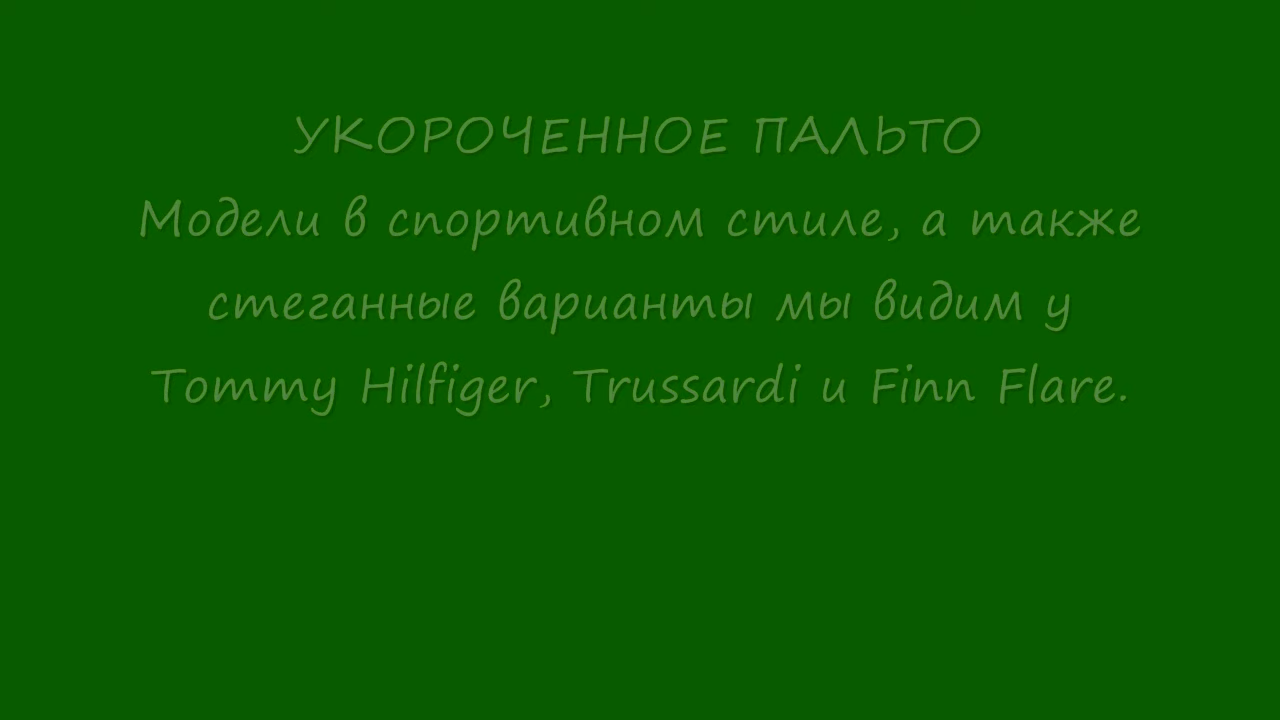 УКОРОЧЕННОЕ ПАЛЬТО
Модели в спортивном стиле, а также
стеганные варианты мы видим у
Tommy Hilfiger, Trussardi и Finn Flare.